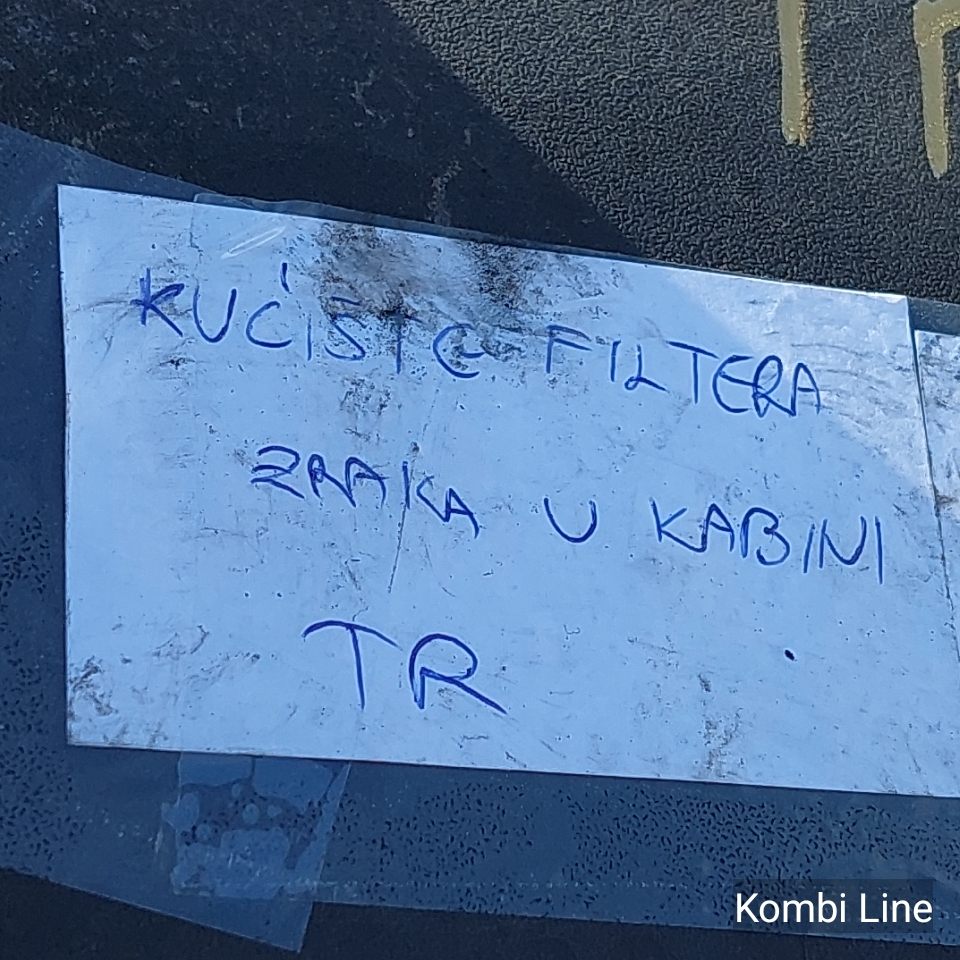 KUĆIŠTE FILTERA
ZRAKA U KABINI
TR
Kombi Line